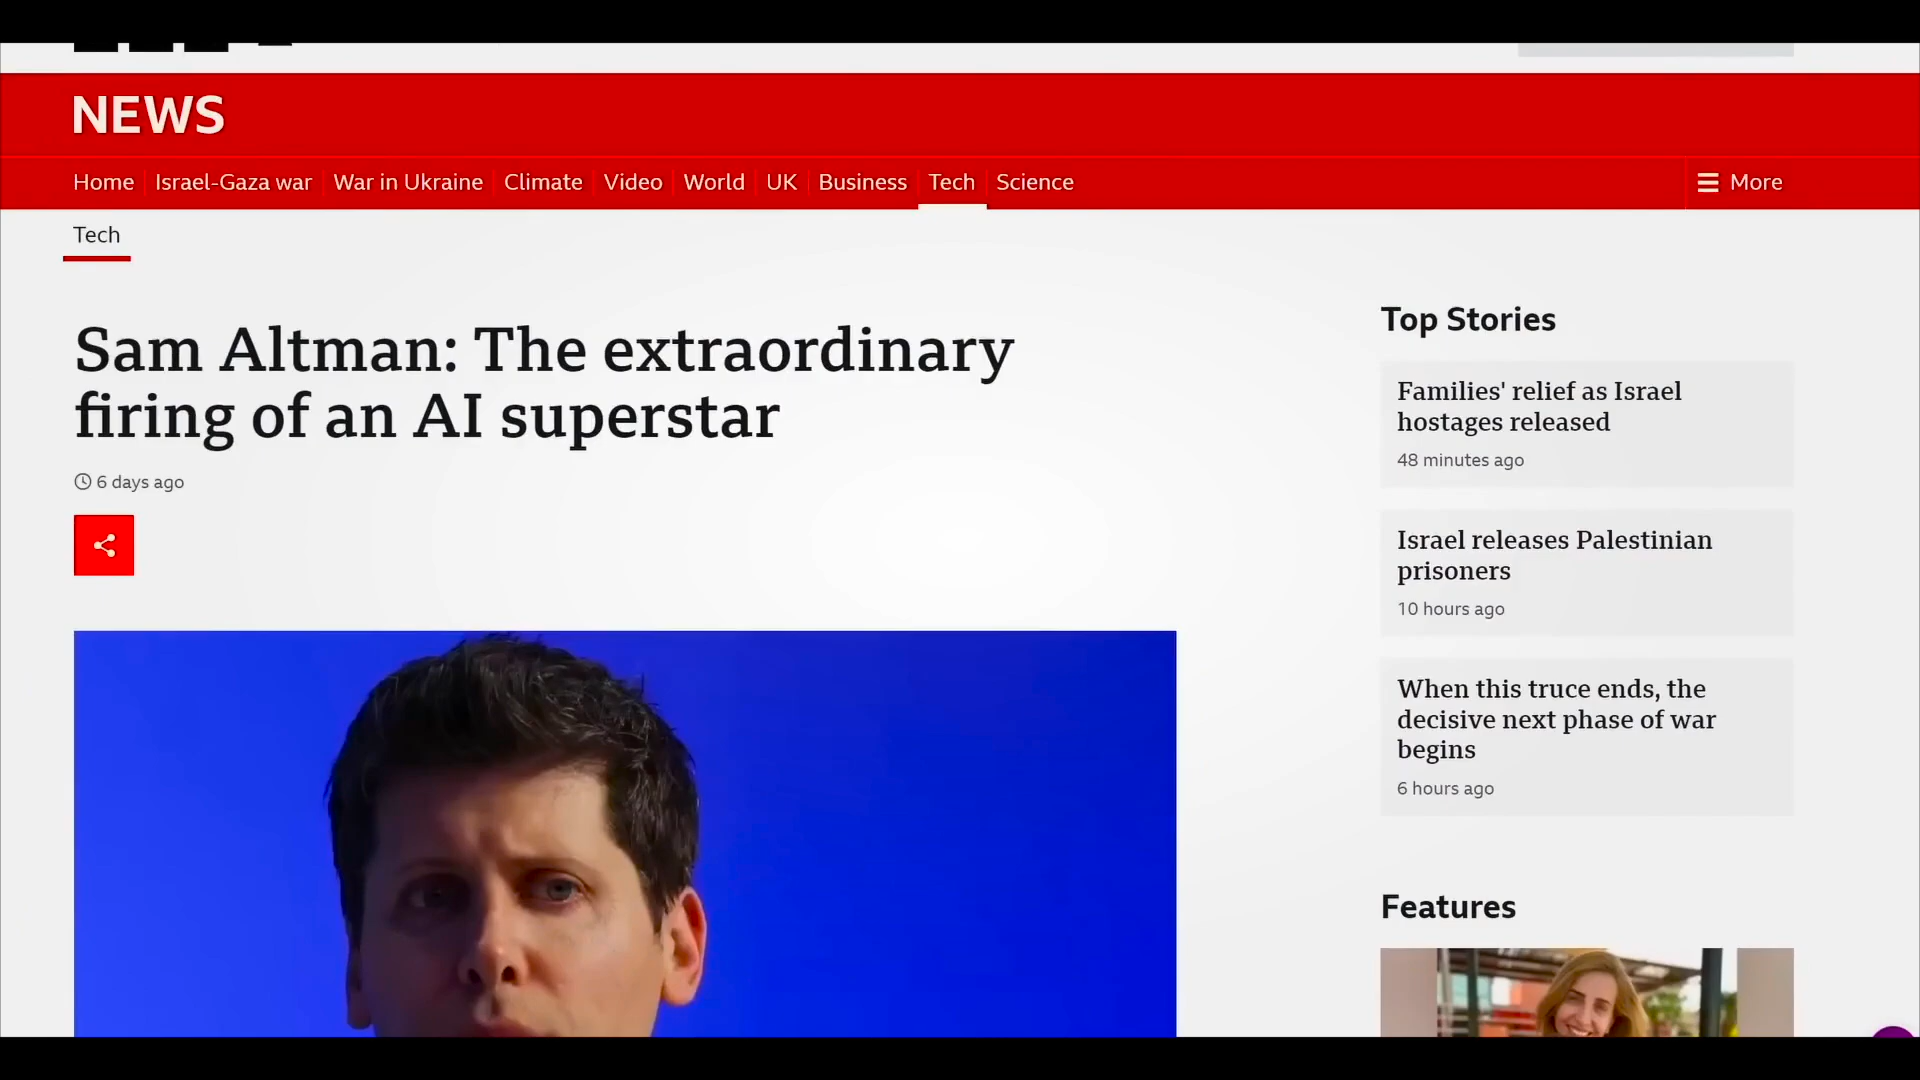 NEWS
Home
Israel-Gaza war
War in Ukraine
Climate
Video
World
UK
Business
Tech
Science
More
Tech
Sam Altman: The extraordinary
firing of an AI superstar
6 days ago
Top Stories
Families' relief as Israel
hostages released
48 minutes ago
Israel releases Palestinian
prisoners
10 hours ago
When this truce ends, the
decisive next phase of war
begins
6 hours ago
Features